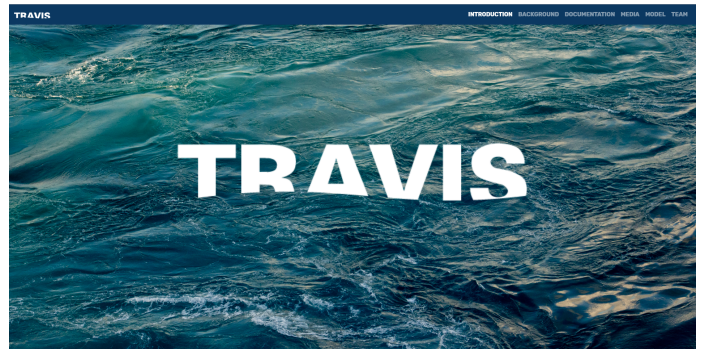 TRAVIS
INTRODUCTION BACKGROUND DOCUMENTATION MEDIA MODEL TEAM
TRAVIS